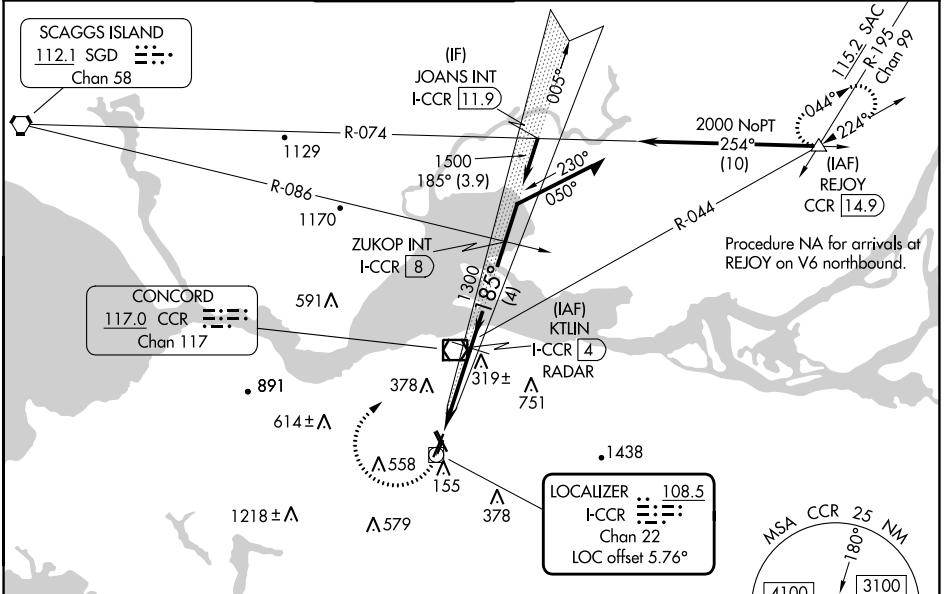 SCAGGS ISLAND
112.1 SGD
Chan 58
(IF)
JOANS INT
I-CCR 11.9
005°
115.2 SAC
R-195
Chan 99
044°
224°
R-074
1129
2000 NoPT
254°
(10)
(IAF)
REJOY
CCR 14.9
1500
185° (3.9)
230°
050°
R-086
1170
R-044
Procedure NA for arrivals at
REJOY on V6 northbound.
ZUKOP INT
I-CCR 8
1300
185°
(4)
591
CONCORD
117.0 CCR
Chan 117
(IAF)
KTLIN
I-CCR 4
RADAR
319±
378
751
891
614±
558
155
1438
378
1218±
579
LOCALIZER 108.5
I-CCR
Chan 22
LOC offset 5.76°
MSA CCR 25 NM
180°
4100
3100